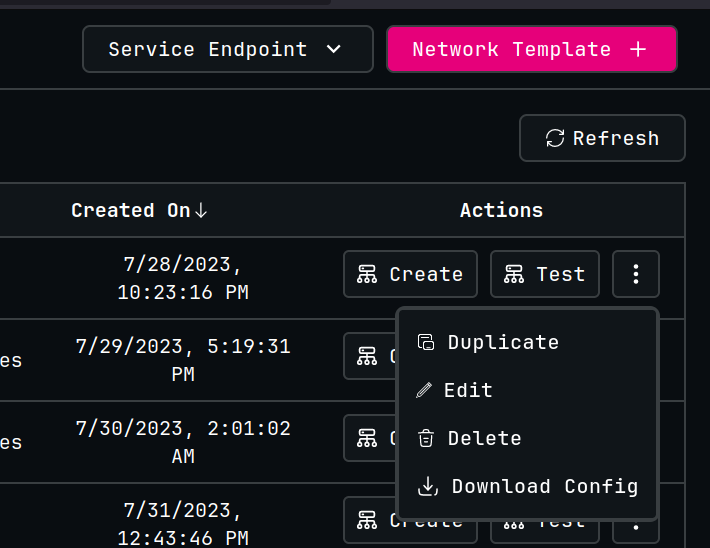 Service Endpoint
Network Template
Refresh
Created On
Actions
7/28/2023,
10:23:16 PM
Create
Test
Duplicate
Edit
Delete
Download Config
es
7/29/2023, 5:19:31
PM
es
7/30/2023, 2:01:02
AM
7/31/2023,
12:43:46 PM
Create
Test